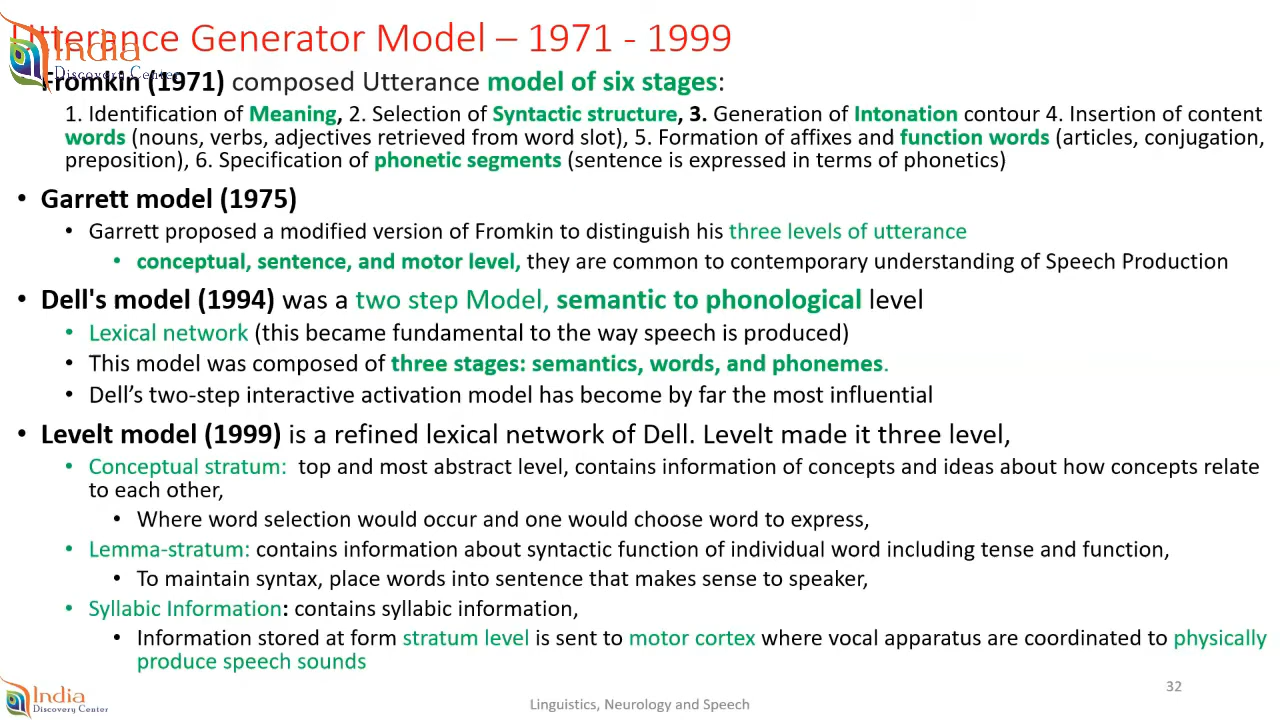 Utterance Generator Model – 1971 - 1999
India
Discovery Center
Fromkin (1971) composed Utterance model of six stages:
1. Identification of Meaning, 2. Selection of Syntactic structure, 3. Generation of Intonation contour 4. Insertion of content
words (nouns, verbs, adjectives retrieved from word slot), 5. Formation of affixes and function words (articles, conjugation,
preposition), 6. Specification of phonetic segments (sentence is expressed in terms of phonetics)
• Garrett model (1975)
• Garrett proposed a modified version of Fromkin to distinguish his three levels of utterance
• conceptual, sentence, and motor level, they are common to contemporary understanding of Speech Production
• Dell's model (1994) was a two step Model, semantic to phonological level
• Lexical network (this became fundamental to the way speech is produced)
• This model was composed of three stages: semantics, words, and phonemes.
• Dell’s two-step interactive activation model has become by far the most influential
• Levelt model (1999) is a refined lexical network of Dell. Levelt made it three level,
• Conceptual stratum: top and most abstract level, contains information of concepts and ideas about how concepts relate
to each other,
• Where word selection would occur and one would choose word to express,
• Lemma-stratum: contains information about syntactic function of individual word including tense and function,
• To maintain syntax, place words into sentence that makes sense to speaker,
• Syllabic Information: contains syllabic information,
• Information stored at form stratum level is sent to motor cortex where vocal apparatus are coordinated to physically
produce speech sounds
India
Discovery Center
Linguistics, Neurology and Speech
32